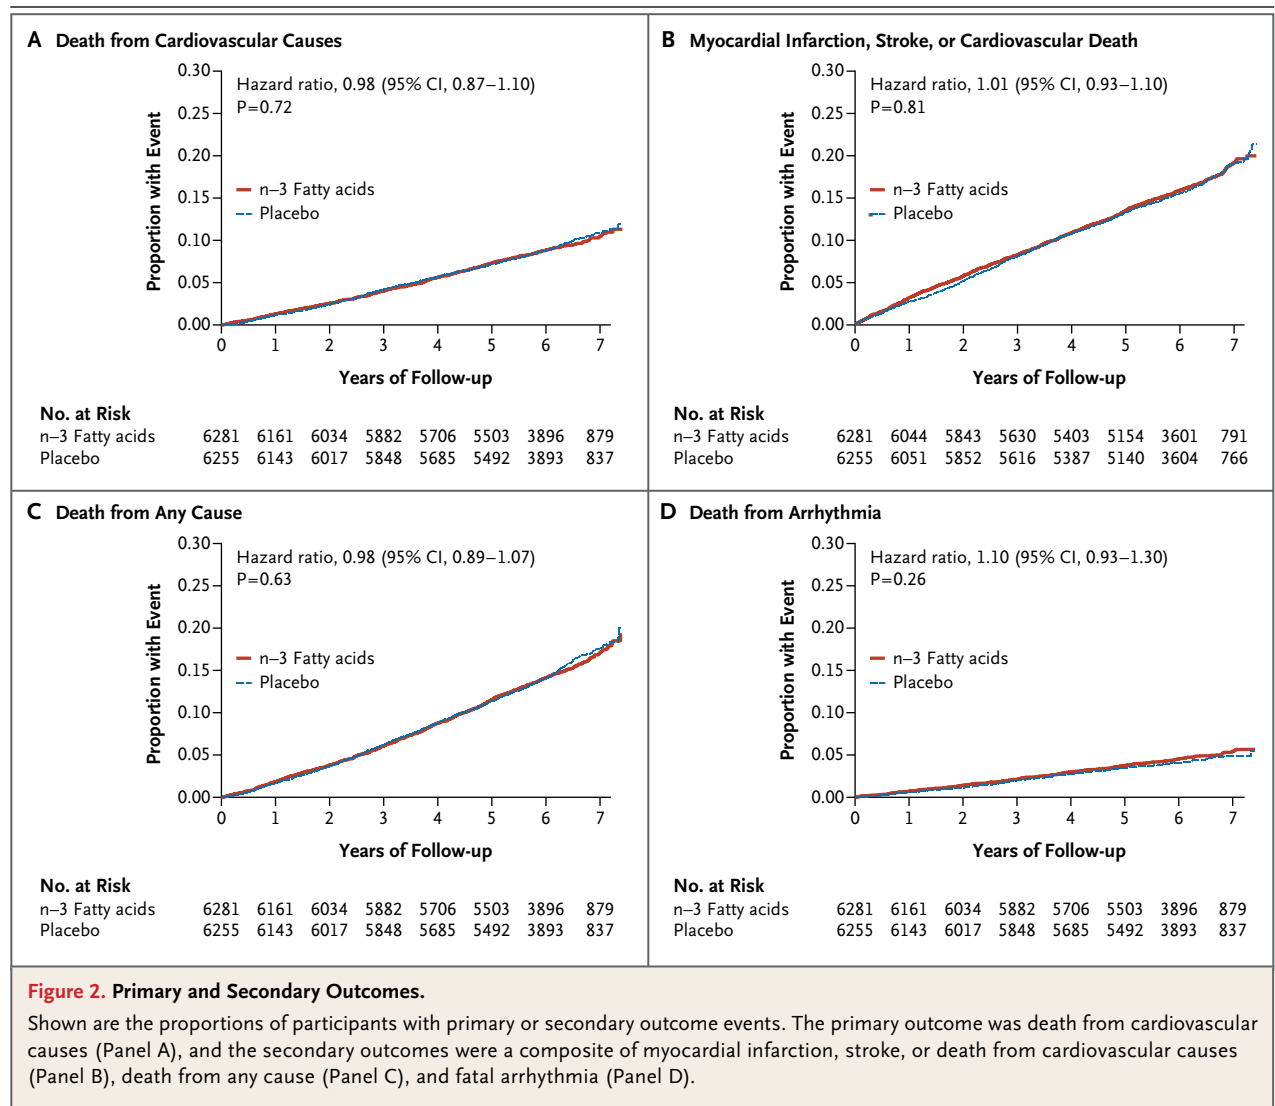 A Death from Cardiovascular Causes
Proportion with Event
0.30
0.25
0.20
0.15
0.10
0.05
0.00
Hazard ratio, 0.98 (95% CI, 0.87–1.10)
P=0.72
n–3 Fatty acids
Placebo
0 1 2 3 4 5 6 7
Years of Follow-up
No. at Risk
n–3 Fatty acids 6281 6161 6034 5882 5706 5503 3896 879
Placebo 6255 6143 6017 5848 5685 5492 3893 837
B Myocardial Infarction, Stroke, or Cardiovascular Death
Proportion with Event
0.30
0.25
0.20
0.15
0.10
0.05
0.00
Hazard ratio, 1.01 (95% CI, 0.93–1.10)
P=0.81
n–3 Fatty acids
Placebo
0 1 2 3 4 5 6 7
Years of Follow-up
No. at Risk
n–3 Fatty acids 6281 6044 5843 5630 5403 5154 3601 791
Placebo 6255 6051 5852 5616 5387 5140 3604 766
C Death from Any Cause
Proportion with Event
0.30
0.25
0.20
0.15
0.10
0.05
0.00
Hazard ratio, 0.98 (95% CI, 0.89–1.07)
P=0.63
n–3 Fatty acids
Placebo
0 1 2 3 4 5 6 7
Years of Follow-up
No. at Risk
n–3 Fatty acids 6281 6161 6034 5882 5706 5503 3896 879
Placebo 6255 6143 6017 5848 5685 5492 3893 837
D Death from Arrhythmia
Proportion with Event
0.30
0.25
0.20
0.15
0.10
0.05
0.00
Hazard ratio, 1.10 (95% CI, 0.93–1.30)
P=0.26
n–3 Fatty acids
Placebo
0 1 2 3 4 5 6 7
Years of Follow-up
No. at Risk
n–3 Fatty acids 6281 6161 6034 5882 5706 5503 3896 879
Placebo 6255 6143 6017 5848 5685 5492 3893 837
Figure 2. Primary and Secondary Outcomes.
Shown are the proportions of participants with primary or secondary outcome events. The primary outcome was death from cardiovascular
causes (Panel A), and the secondary outcomes were a composite of myocardial infarction, stroke, or death from cardiovascular causes
(Panel B), death from any cause (Panel C), and fatal arrhythmia (Panel D).